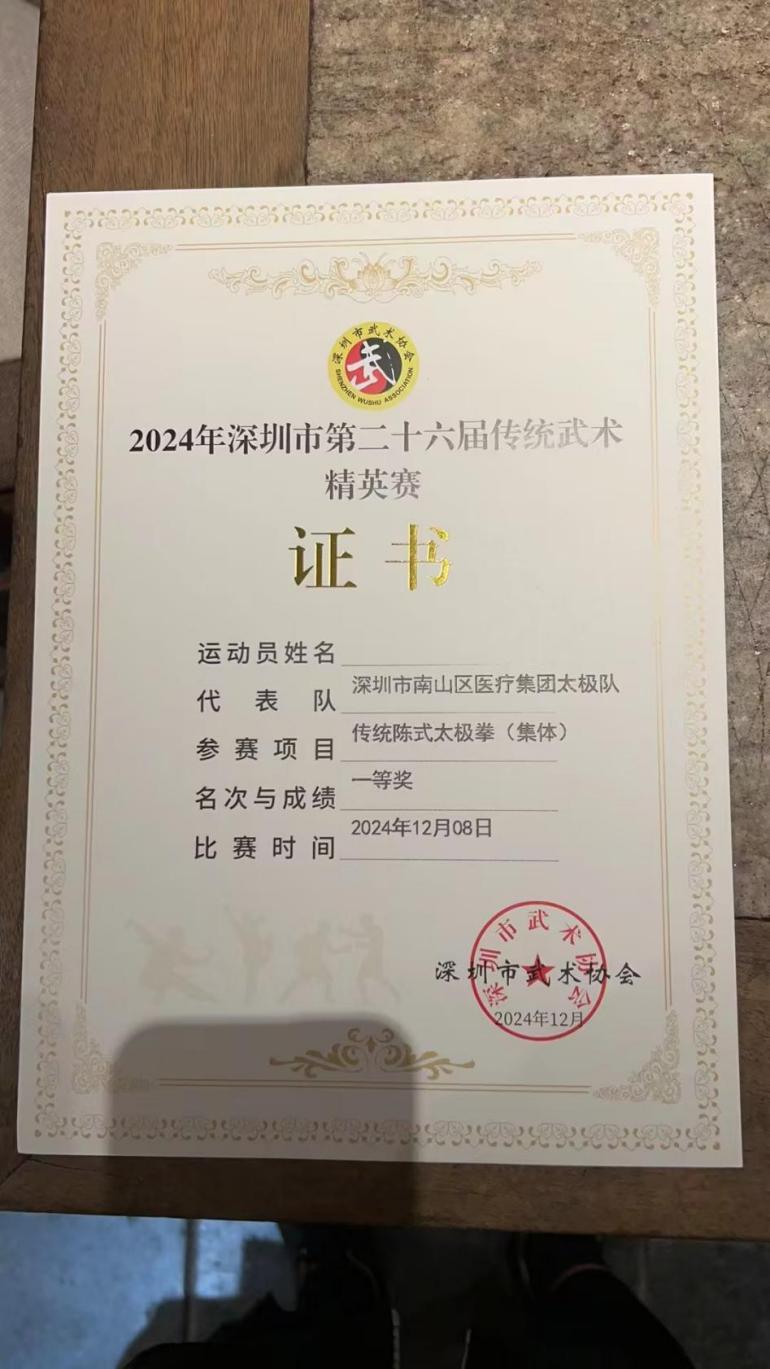 深圳市武术协会
SHENZHEN WUSHU ASSOCIATION
武
2024年深圳市第二十六届传统武术
精英赛
证书
运动员姓名
代表队 深圳市南山区医疗集团太极队
参赛项目 传统陈式太极拳（集体）
名次与成绩 一等奖
比赛时间 2024年12月08日
深圳市武术协会
深圳市武术协会
2024年12月